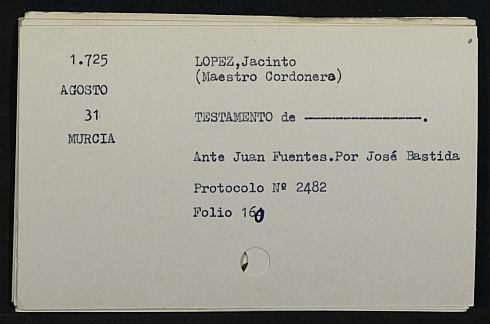 1.725
AGOSTO
31
MURCIA
LOPEZ,Jacinto
(Maestro Cordonero)
TESTAMENTO de ----------------.
Ante Juan Fuentes.Por José Bastida
Protocolo Nº 2482
Folio 160